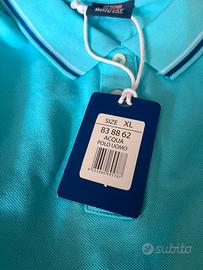 SIZE XL
83 88 62
ACQUA
POLO UOMO
subito